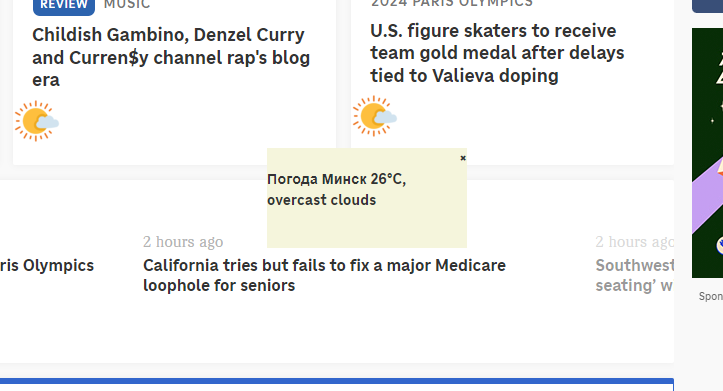 REVIEW MUSIC
Childish Gambino, Denzel Curry
and Curren$y channel rap's blog
era
2024 PARIS OLYMPICS
U.S. figure skaters to receive
team gold medal after delays
tied to Valieva doping
×
Погода Минск 26°C,
overcast clouds
ris Olympics
2 hours ago
California tries but fails to fix a major Medicare
loophole for seniors
2 hours ago
Southwest
seating’ w
Spon